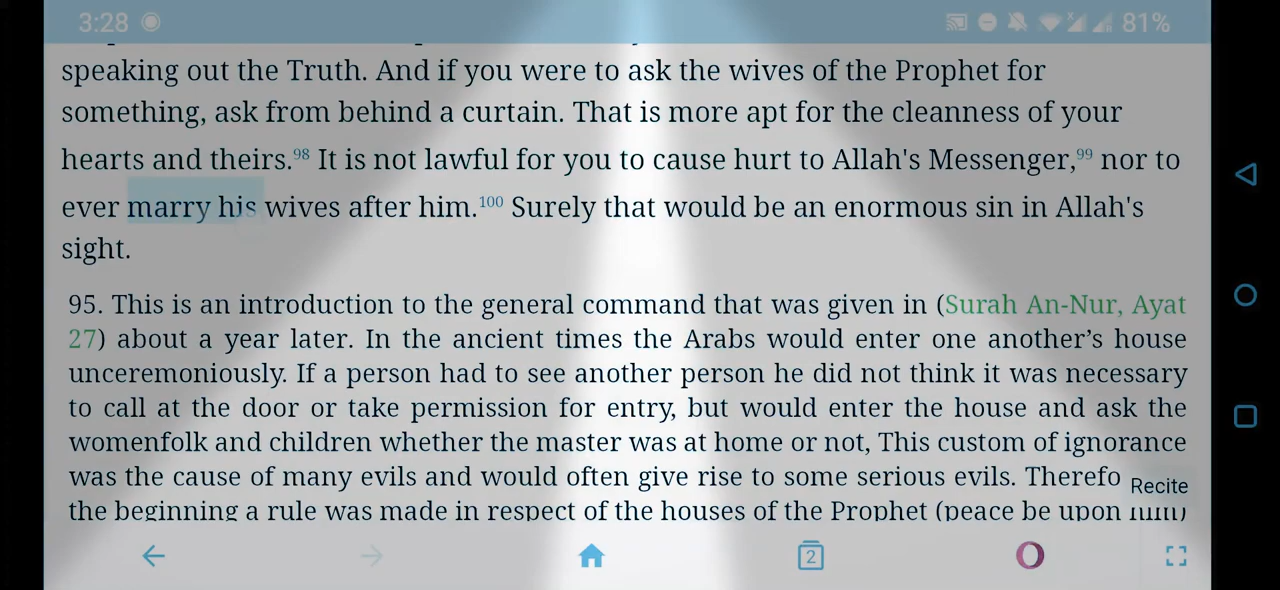 3:28 81%
speaking out the Truth. And if you were to ask the wives of the Prophet for
something, ask from behind a curtain. That is more apt for the cleanness of your
hearts and theirs.98 It is not lawful for you to cause hurt to Allah's Messenger,99 nor to
ever marry his wives after him.100 Surely that would be an enormous sin in Allah's
sight.
95. This is an introduction to the general command that was given in (Surah An-Nur, Ayat
27) about a year later. In the ancient times the Arabs would enter one another’s house
unceremoniously. If a person had to see another person he did not think it was necessary
to call at the door or take permission for entry, but would enter the house and ask the
womenfolk and children whether the master was at home or not, This custom of ignorance
was the cause of many evils and would often give rise to some serious evils. Therefo
Recite
the beginning a rule was made in respect of the houses of the Prophet (peace be upon him)
2